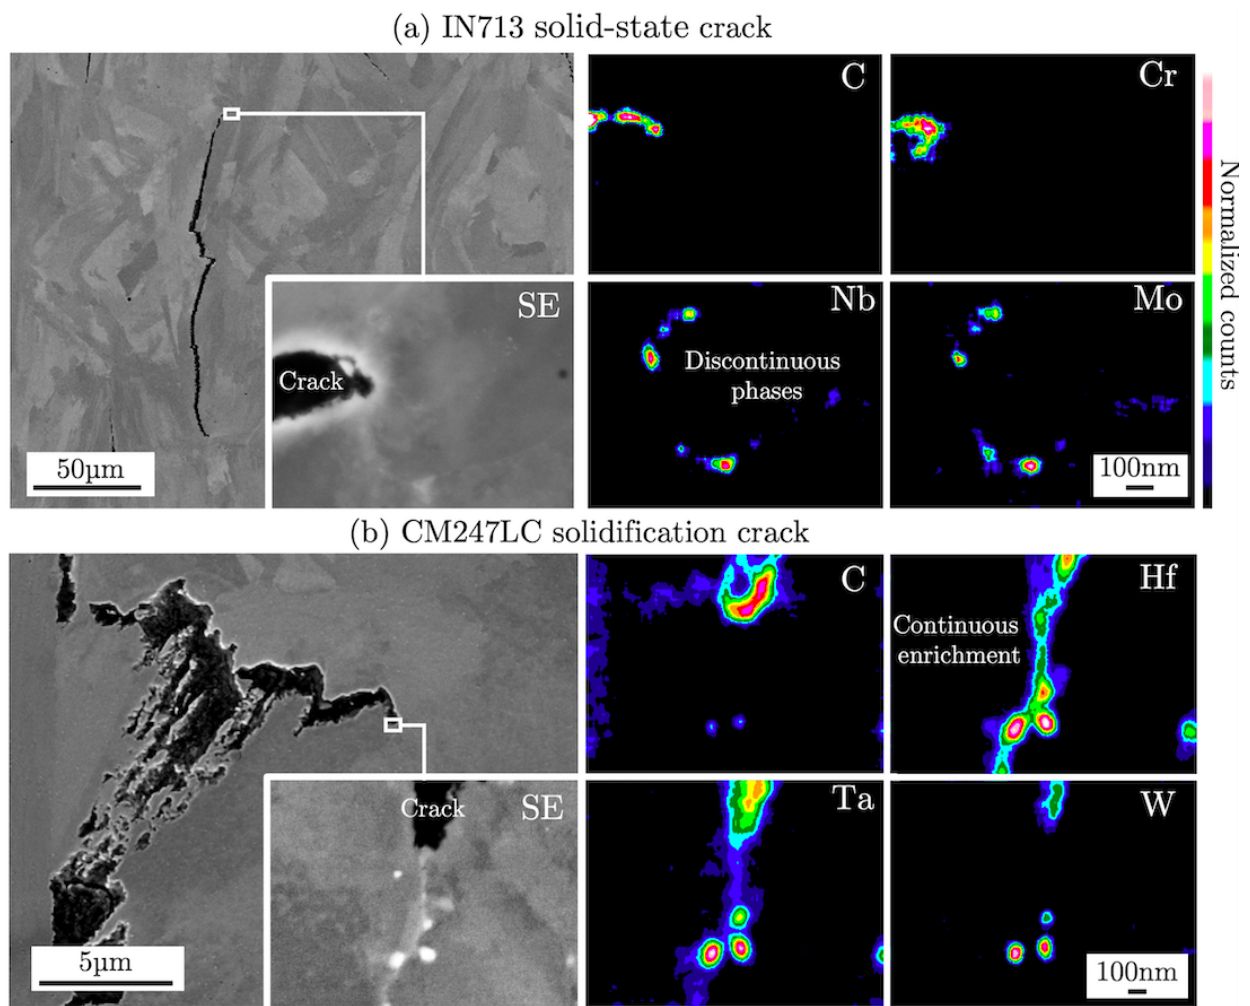 (a) IN713 solid-state crack
C
Cr
SE
Crack
50μm
Nb
Discontinuous
phases
Mo
100nm
Normalized counts
(b) CM247LC solidification crack
C
Hf
Continuous
enrichment
Crack
SE
5μm
Ta
W
100nm